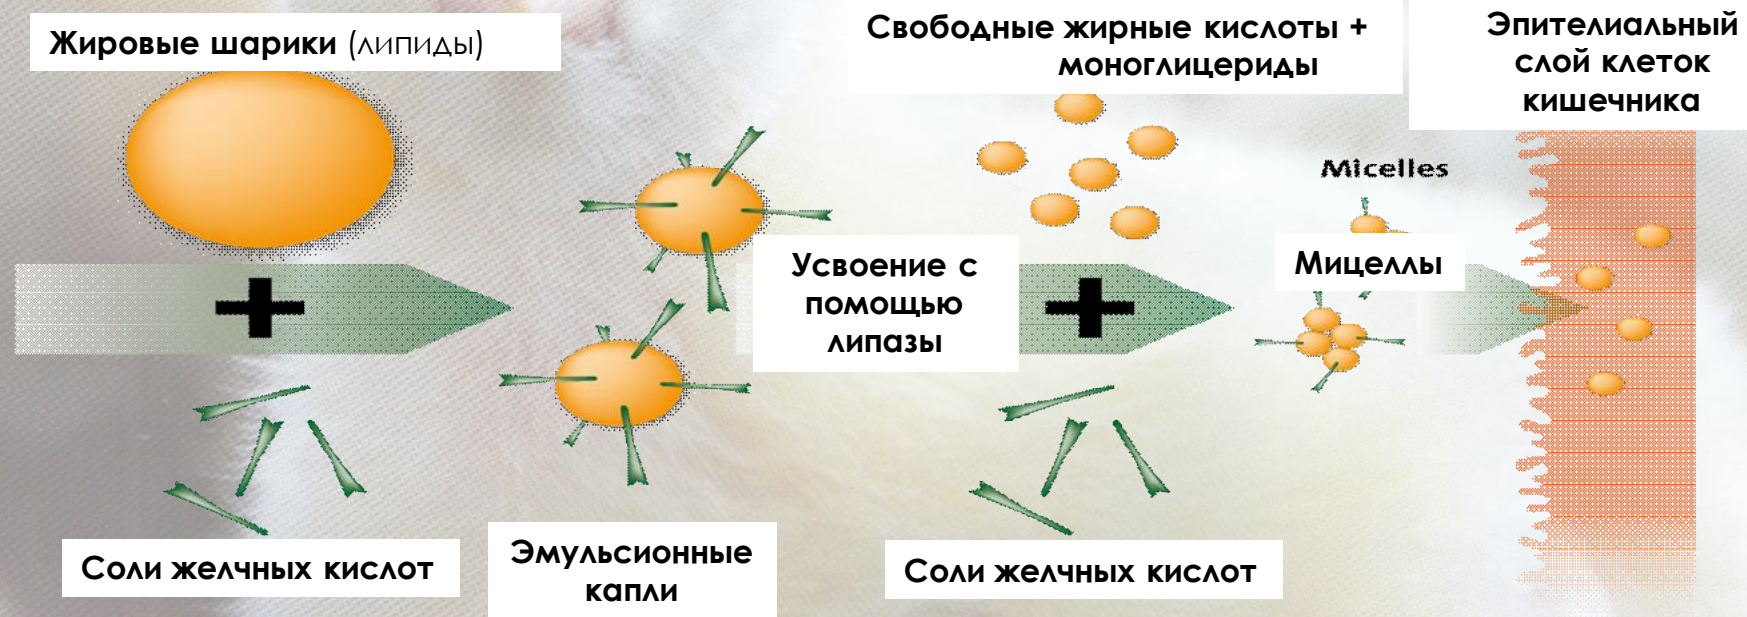 Жировые шарики (липиды)
Свободные жирные кислоты +
моноглицериды
Эпителиальный
слой клеток
кишечника
Micelles
Мицеллы
Усвоение с
помощью
липазы
Соли желчных кислот
Эмульсионные
капли
Соли желчных кислот